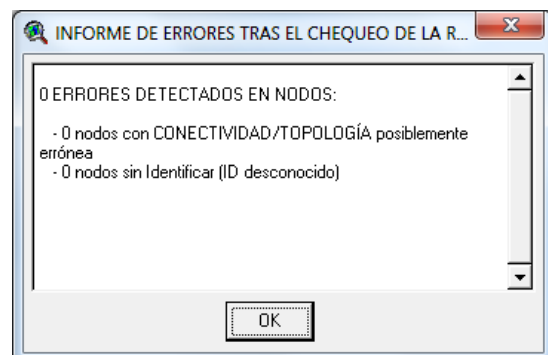 INFORME DE ERRORES TRAS EL CHEQUEO DE LA R...
0 ERRORES DETECTADOS EN NODOS:
- 0 nodos con CONECTIVIDAD/TOPOLOGÍA posiblemente
errónea
- 0 nodos sin Identificar (ID desconocido)
OK